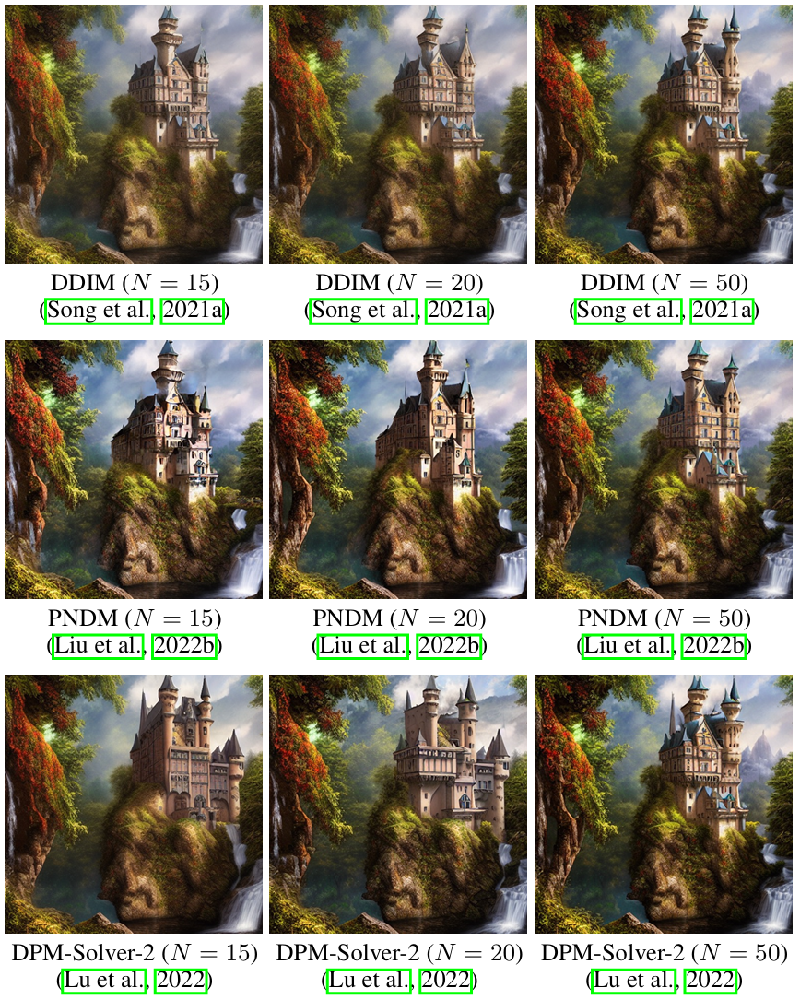 DDIM (N = 15)
(Song et al., 2021a)
DDIM (N = 20)
(Song et al., 2021a)
DDIM (N = 50)
(Song et al., 2021a)
PNDM (N = 15)
(Liu et al., 2022b)
PNDM (N = 20)
(Liu et al., 2022b)
PNDM (N = 50)
(Liu et al., 2022b)
DPM-Solver-2 (N = 15)
(Lu et al., 2022)
DPM-Solver-2 (N = 20)
(Lu et al., 2022)
DPM-Solver-2 (N = 50)
(Lu et al., 2022)